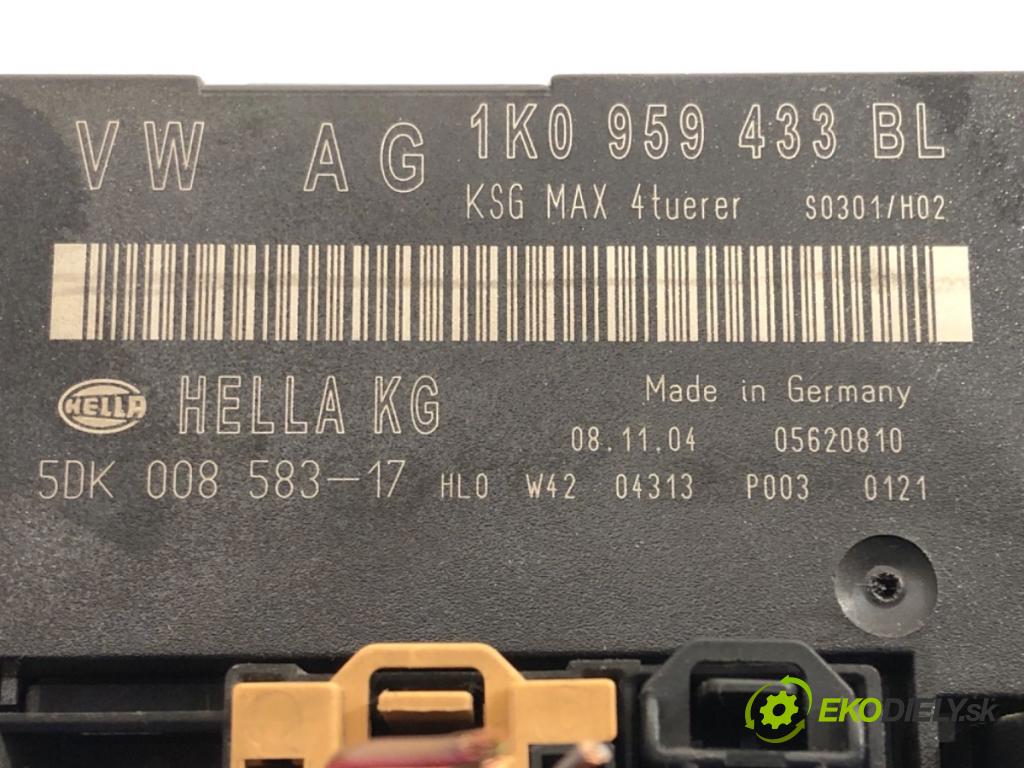 VW AG 1K0 959 433 BL
KSG MAX 4tuerer S0301/H02
HELLA HELLA KG Made in Germany
08.11.04 05620810
5DK 008 583-17 HL0 W42 04313 P003 0121
EKODIELY.sk